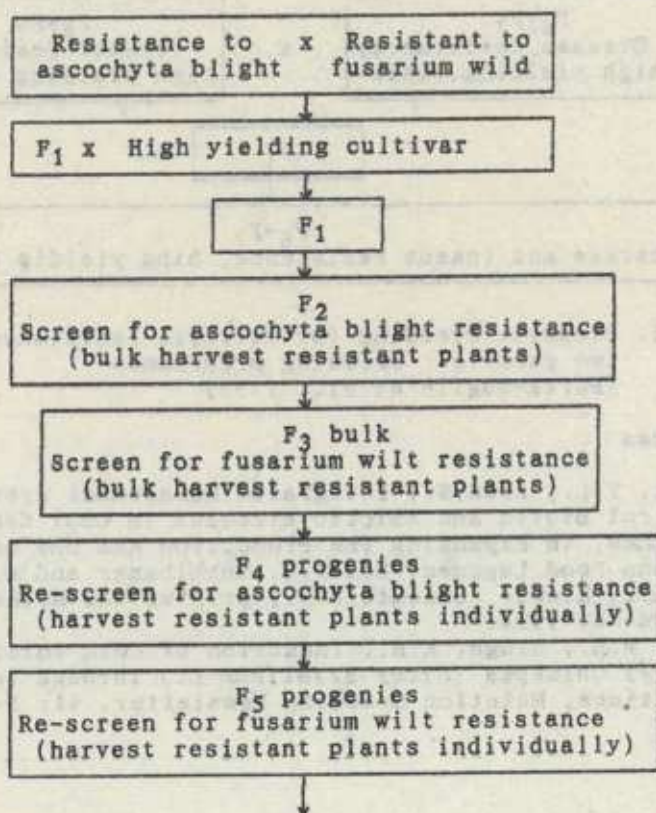 Resistance to x Resistant to
ascochyta blight fusarium wild
F1 x High yielding cultivar
F1
F2
Screen for ascochyta blight resistance
(bulk harvest resistant plants)
F3 bulk
Screen for fusarium wilt resistance
(bulk harvest resistant plants)
F4 progenies
Re-screen for ascochyta blight resistance
(harvest resistant plants individually)
F5 progenies
Re-screen for fusarium wilt resistance
(harvest resistant plants individually)